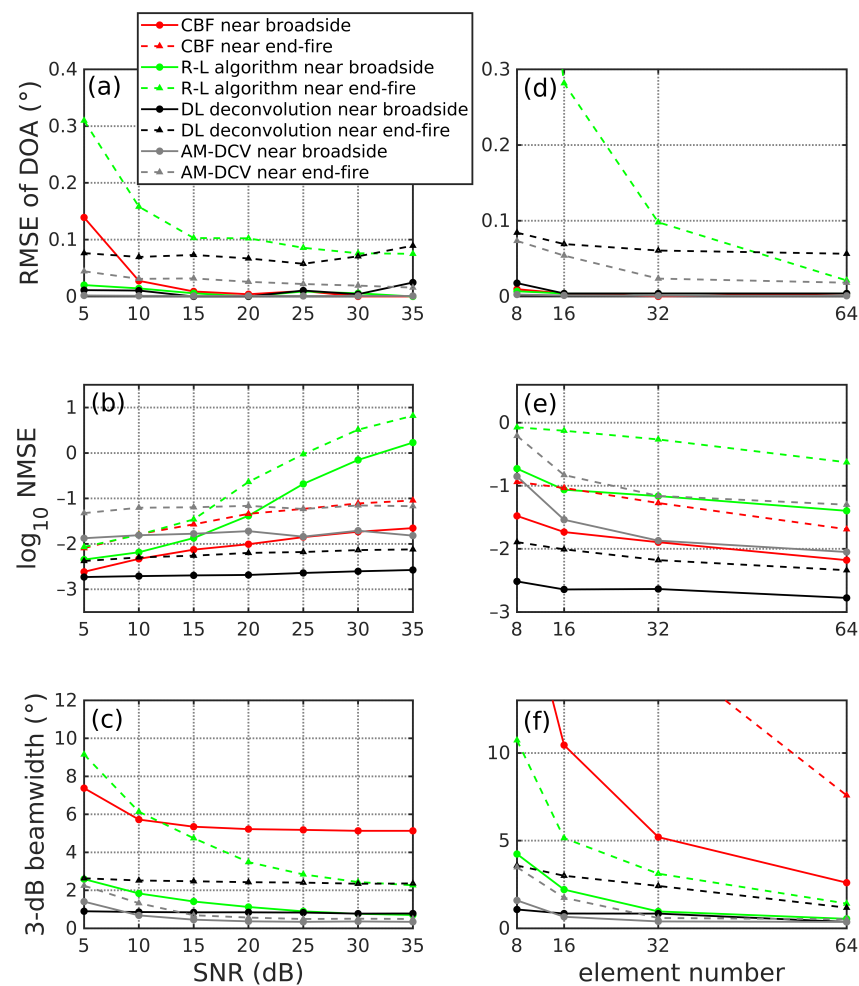 CBF near broadside
CBF near end-fire
R-L algorithm near broadside
R-L algorithm near end-fire
DL deconvolution near broadside
DL deconvolution near end-fire
AM-DCV near broadside
AM-DCV near end-fire
(a)
0.4
0.3
0.2
0.1
0
RMSE of DOA (°)
5 10 15 20 25 30 35
(d)
0.3
0.2
0.1
0
8 16 32 64
(b)
1
0
−1
−2
−3
log10 NMSE
5 10 15 20 25 30 35
(e)
0
−1
−2
−3
8 16 32 64
(c)
12
10
8
6
4
2
0
3-dB beamwidth (°)
5 10 15 20 25 30 35
SNR (dB)
(f)
10
5
0
8 16 32 64
element number